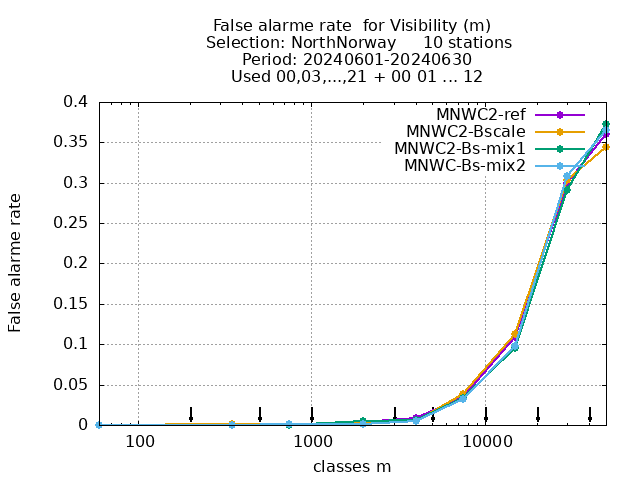 False alarme rate  for Visibility (m)
Selection: NorthNorway     10 stations
Period: 20240601-20240630
Used 00,03,...,21 + 00 01 ... 12
MNWC2-ref
MNWC2-Bscale
MNWC2-Bs-mix1
MNWC-Bs-mix2
0.4
0.35
0.3
0.25
0.2
0.15
0.1
0.05
0
False alarme rate
100
1000
10000
classes m